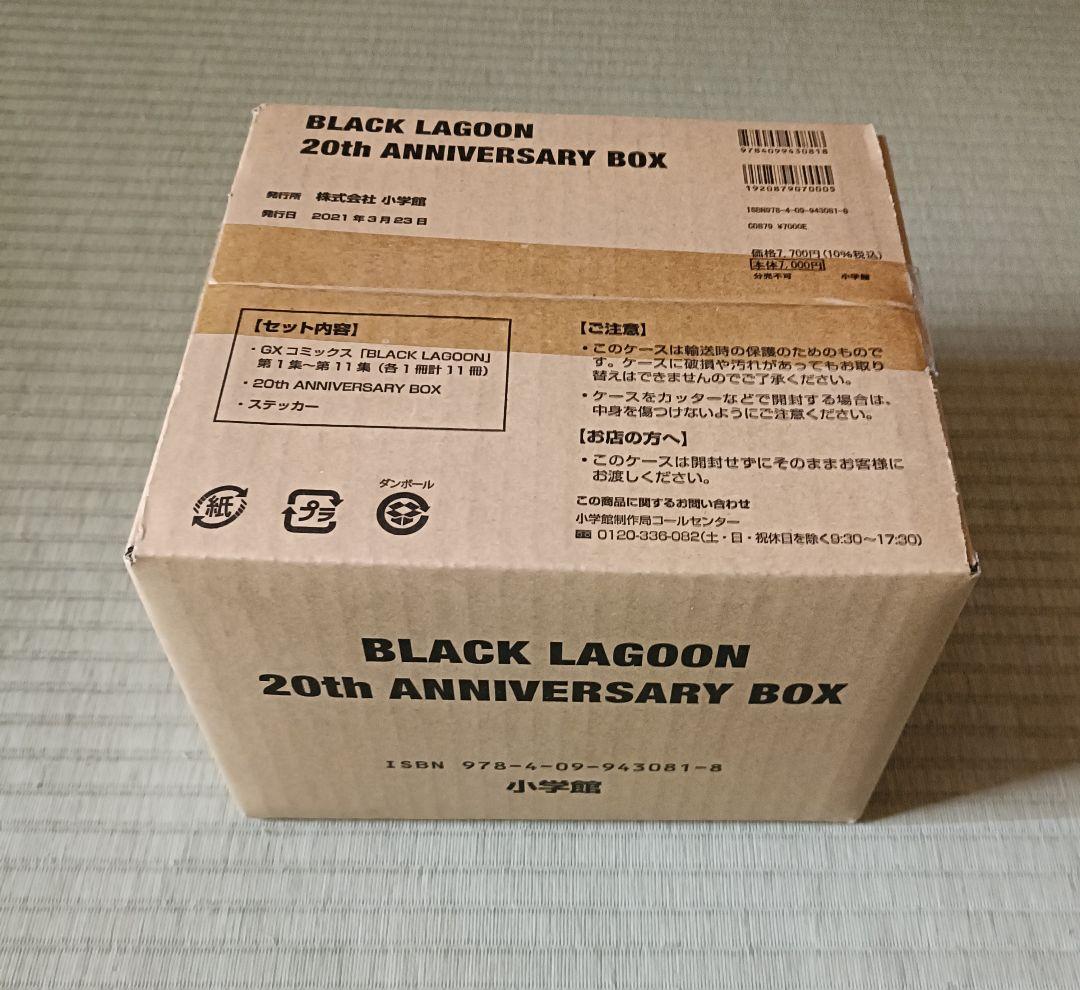 BLACK LAGOON
20th ANNIVERSARY BOX
発行所 株式会社 小学館
発行日 2021年3月23日
9784099430818
1920879070009
ISBN978-4-09-943081-8
C0879 ¥7000E
価格7,700円(10%税込)
本体7,000円
分売不可 小学館
【セット内容】
・GXコミックス「BLACK LAGOON」
第1集〜第11集(各1冊計11冊)
・20th ANNIVERSARY BOX
・ステッカー
【ご注意】
・このケースは輸送時の保護のためのもので
す。ケースに破損や汚れがあってもお取り
替えはできませんのでご了承ください。
・ケースをカッターなどで開封する場合は、
中身を傷つけないようにご注意ください。
【お店の方へ】
・このケースは開封せずにそのままお客様に
お渡しください。
この商品に関するお問い合わせ
小学館制作局コールセンター
0120-336-082(土・日・祝休日を除く9:30〜17:30)
紙
プラ
ダンボール
BLACK LAGOON
20th ANNIVERSARY BOX
ISBN 978-4-09-943081-8
小学館